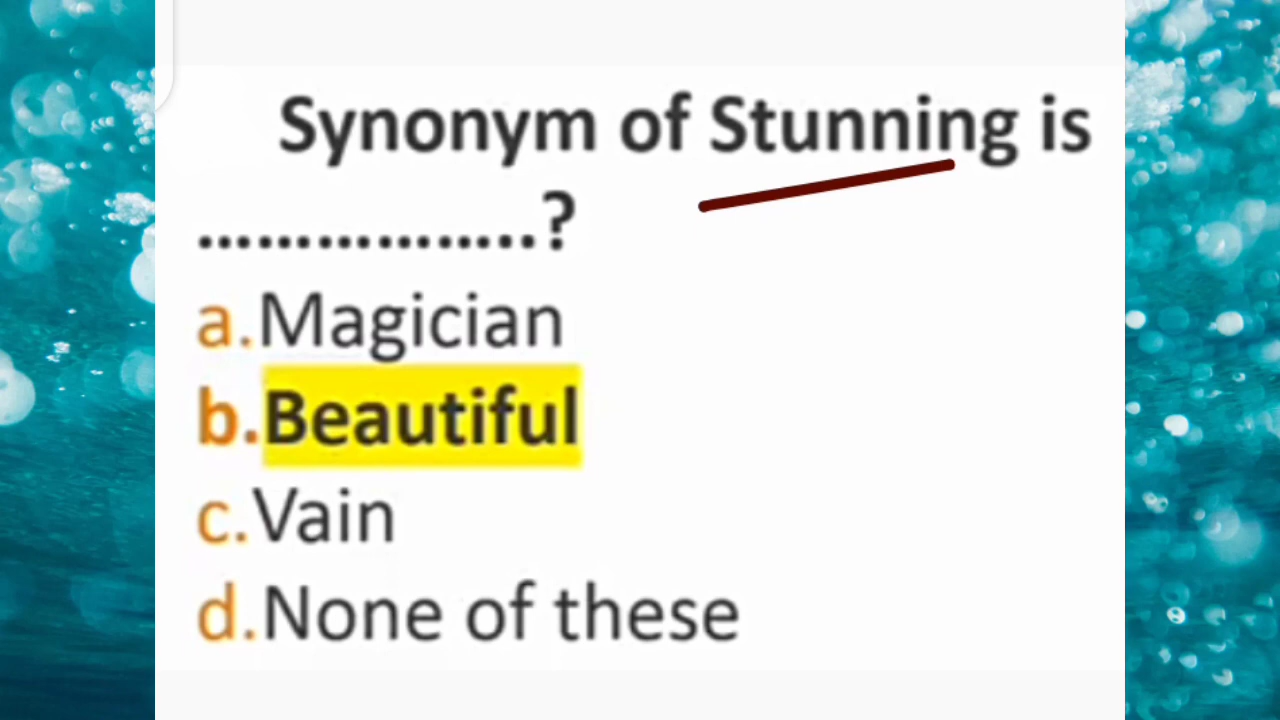 Synonym of Stunning is
.................?
a.Magician
b.Beautiful
c.Vain
d.None of these